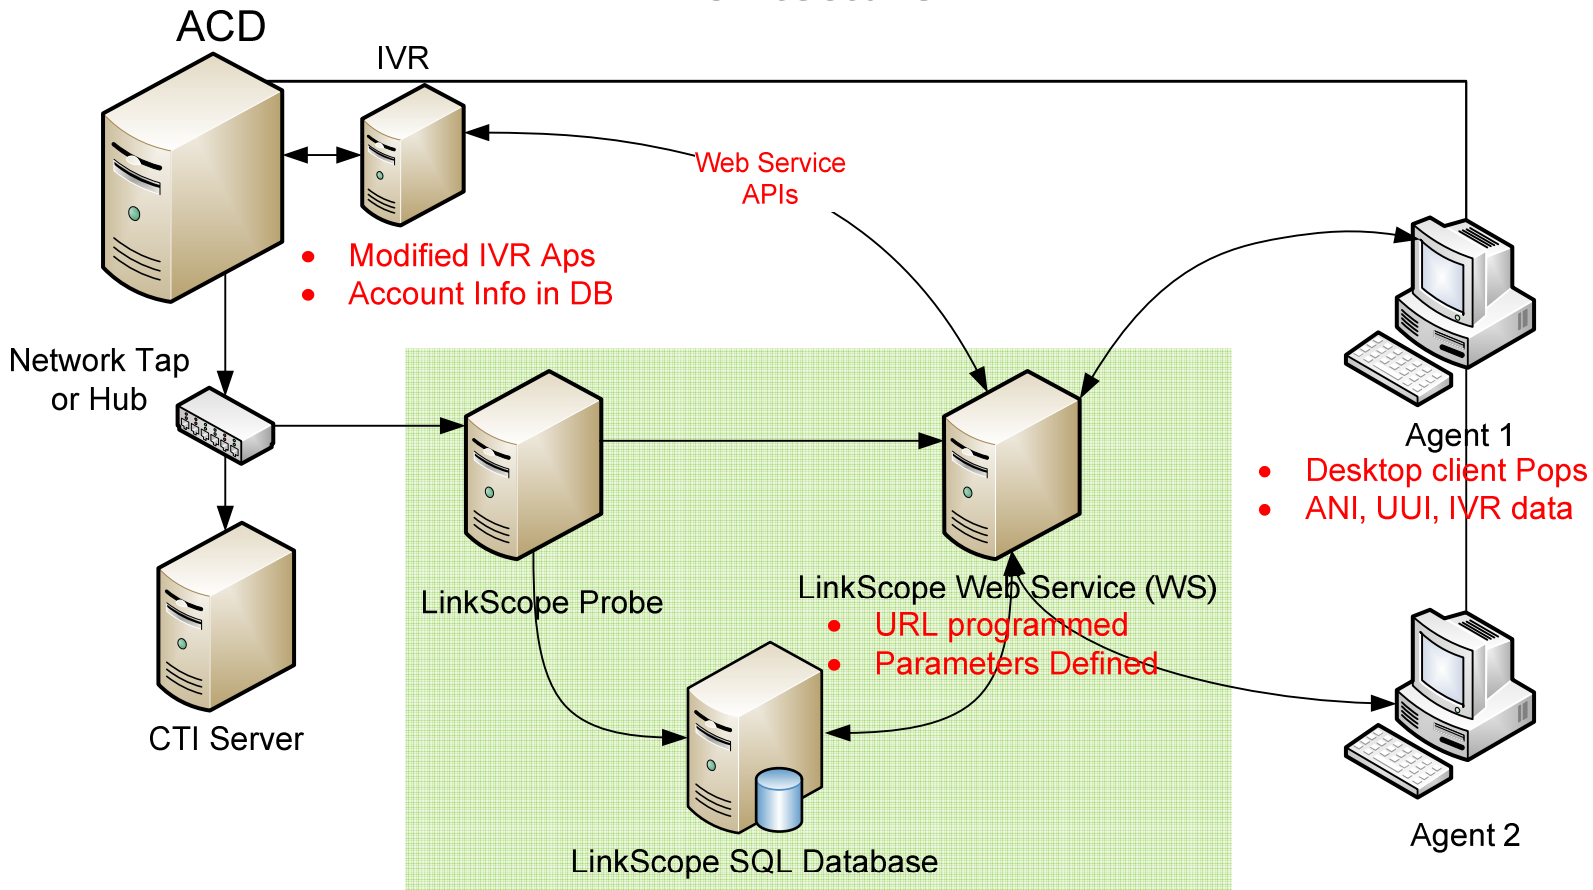 ACD
IVR
Web Service
APIs
• Modified IVR Aps
• Account Info in DB
Network Tap
or Hub
Agent 1
• Desktop client Pops
• ANI, UUI, IVR data
LinkScope Probe
LinkScope Web Service (WS)
• URL programmed
• Parameters Defined
CTI Server
Agent 2
LinkScope SQL Database